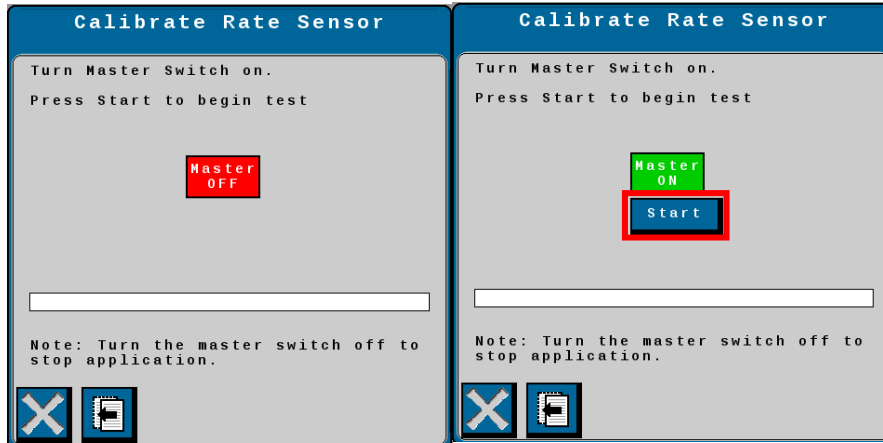 Calibrate Rate Sensor
Turn Master Switch on.
Press Start to begin test
Master
OFF
Note: Turn the master switch off to
stop application.
Calibrate Rate Sensor
Turn Master Switch on.
Press Start to begin test
Master
ON
Start
Note: Turn the master switch off to
stop application.